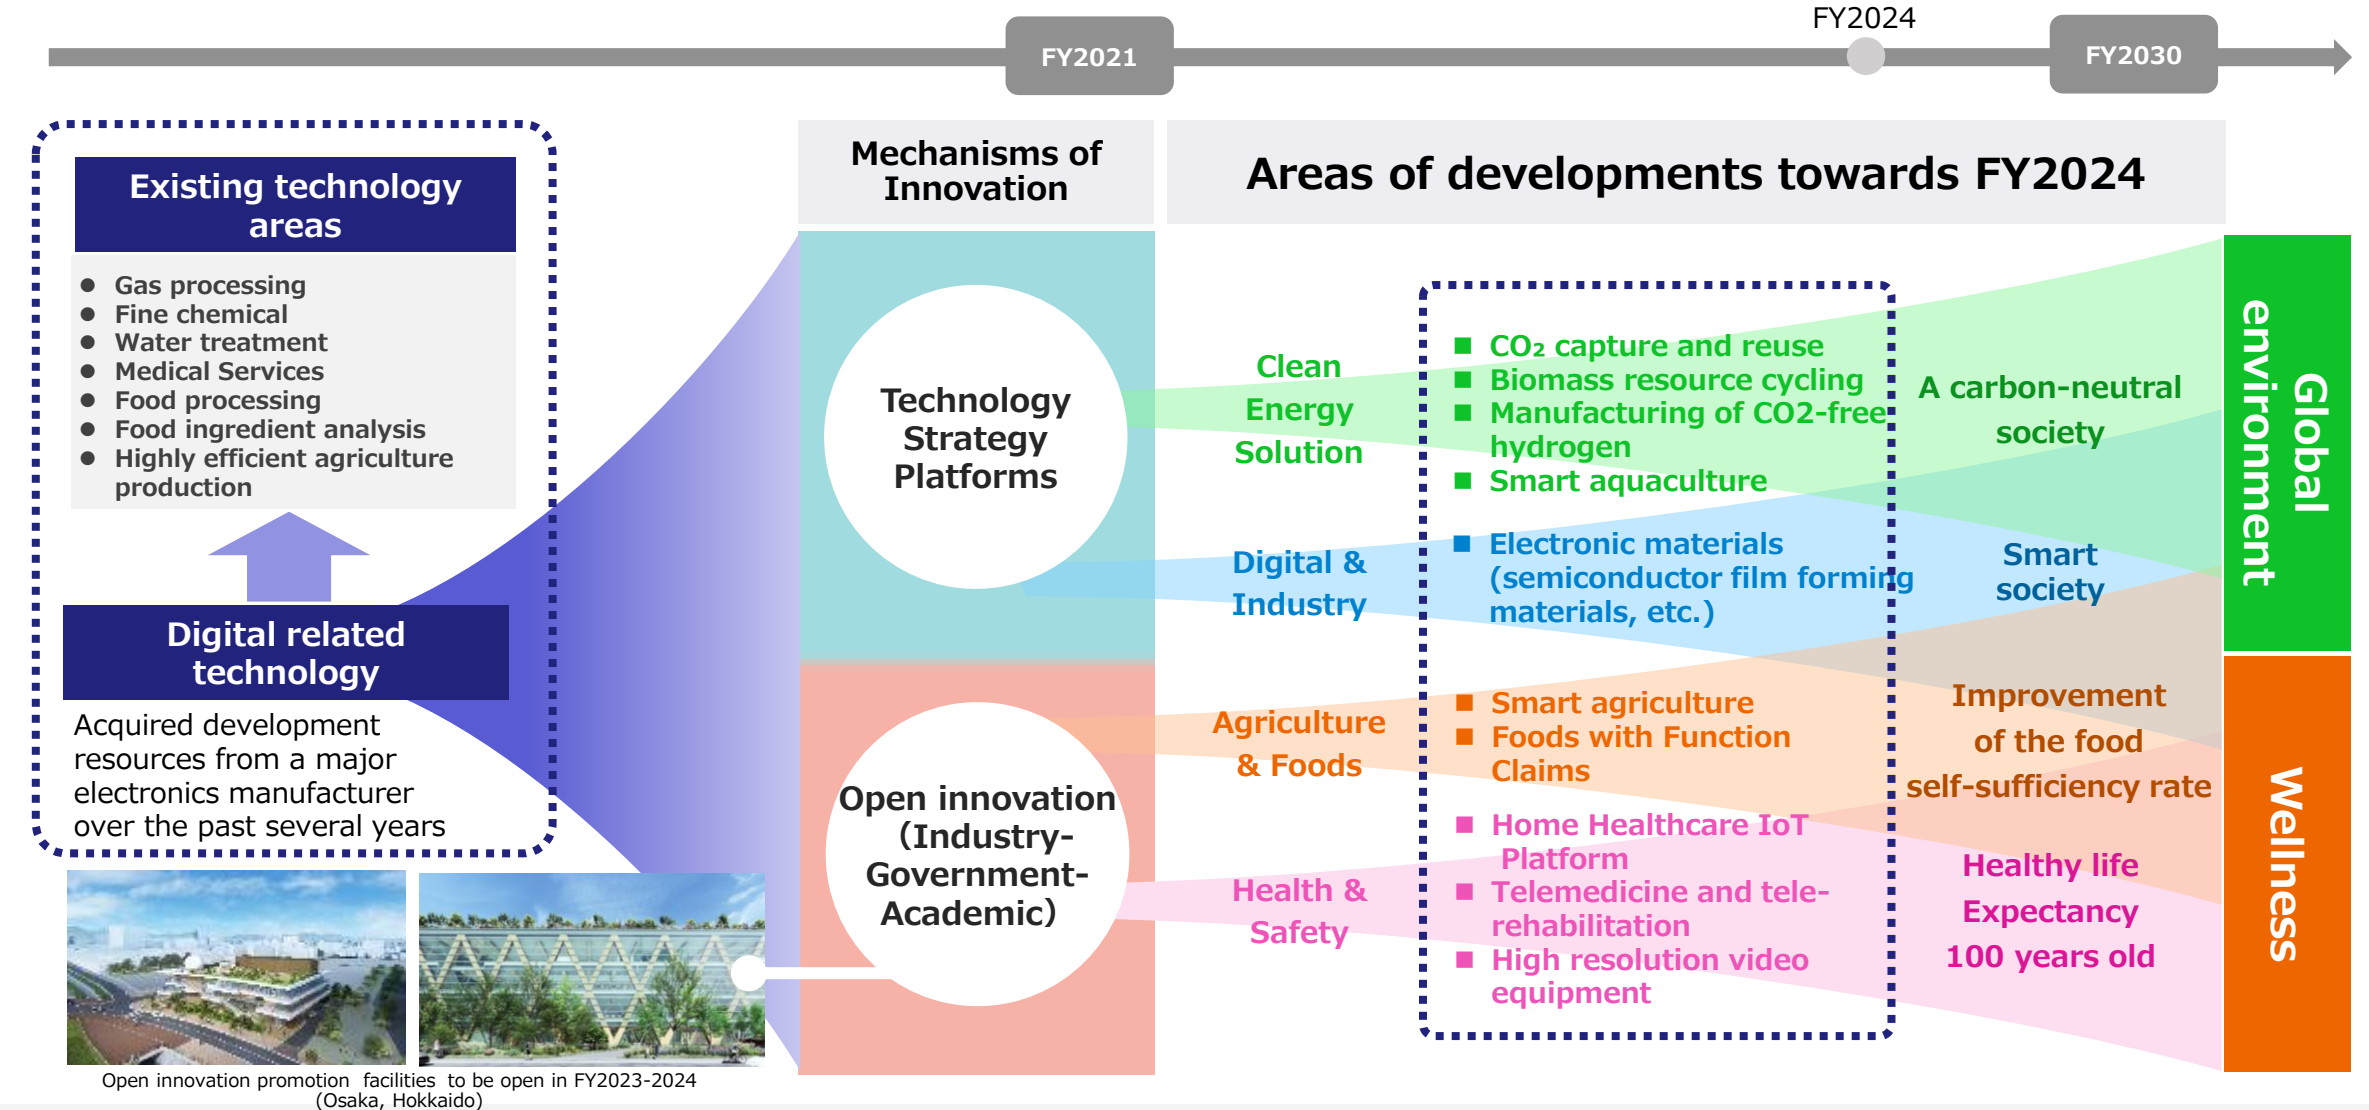 FY2021
FY2024
FY2030
Existing technology
areas
● Gas processing
● Fine chemical
● Water treatment
● Medical Services
● Food processing
● Food ingredient analysis
● Highly efficient agriculture
production
Digital related
technology
Acquired development
resources from a major
electronics manufacturer
over the past several years
Open innovation promotion facilities to be open in FY2023-2024
(Osaka, Hokkaido)
Mechanisms of
Innovation
Technology
Strategy
Platforms
Open innovation
(Industry-
Government-
Academic)
Areas of developments towards FY2024
Clean
Energy
Solution
■ CO₂ capture and reuse
■ Biomass resource cycling
■ Manufacturing of CO2-free
hydrogen
■ Smart aquaculture
A carbon-neutral
society
Digital &
Industry
■ Electronic materials
(semiconductor film forming
materials, etc.)
Smart
society
Agriculture
& Foods
■ Smart agriculture
■ Foods with Function
Claims
Improvement
of the food
self-sufficiency rate
Health &
Safety
■ Home Healthcare IoT
Platform
■ Telemedicine and tele-
rehabilitation
■ High resolution video
equipment
Healthy life
Expectancy
100 years old
Global
environment
Wellness